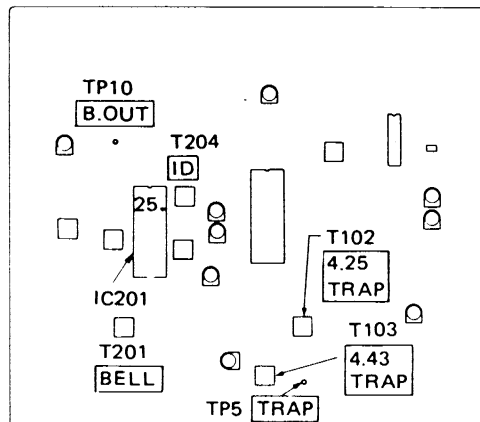 TP10
B.OUT
T204
ID
25
IC201
T102
4.25
TRAP
T201
BELL
T103
4.43
TRAP
TP5 TRAP